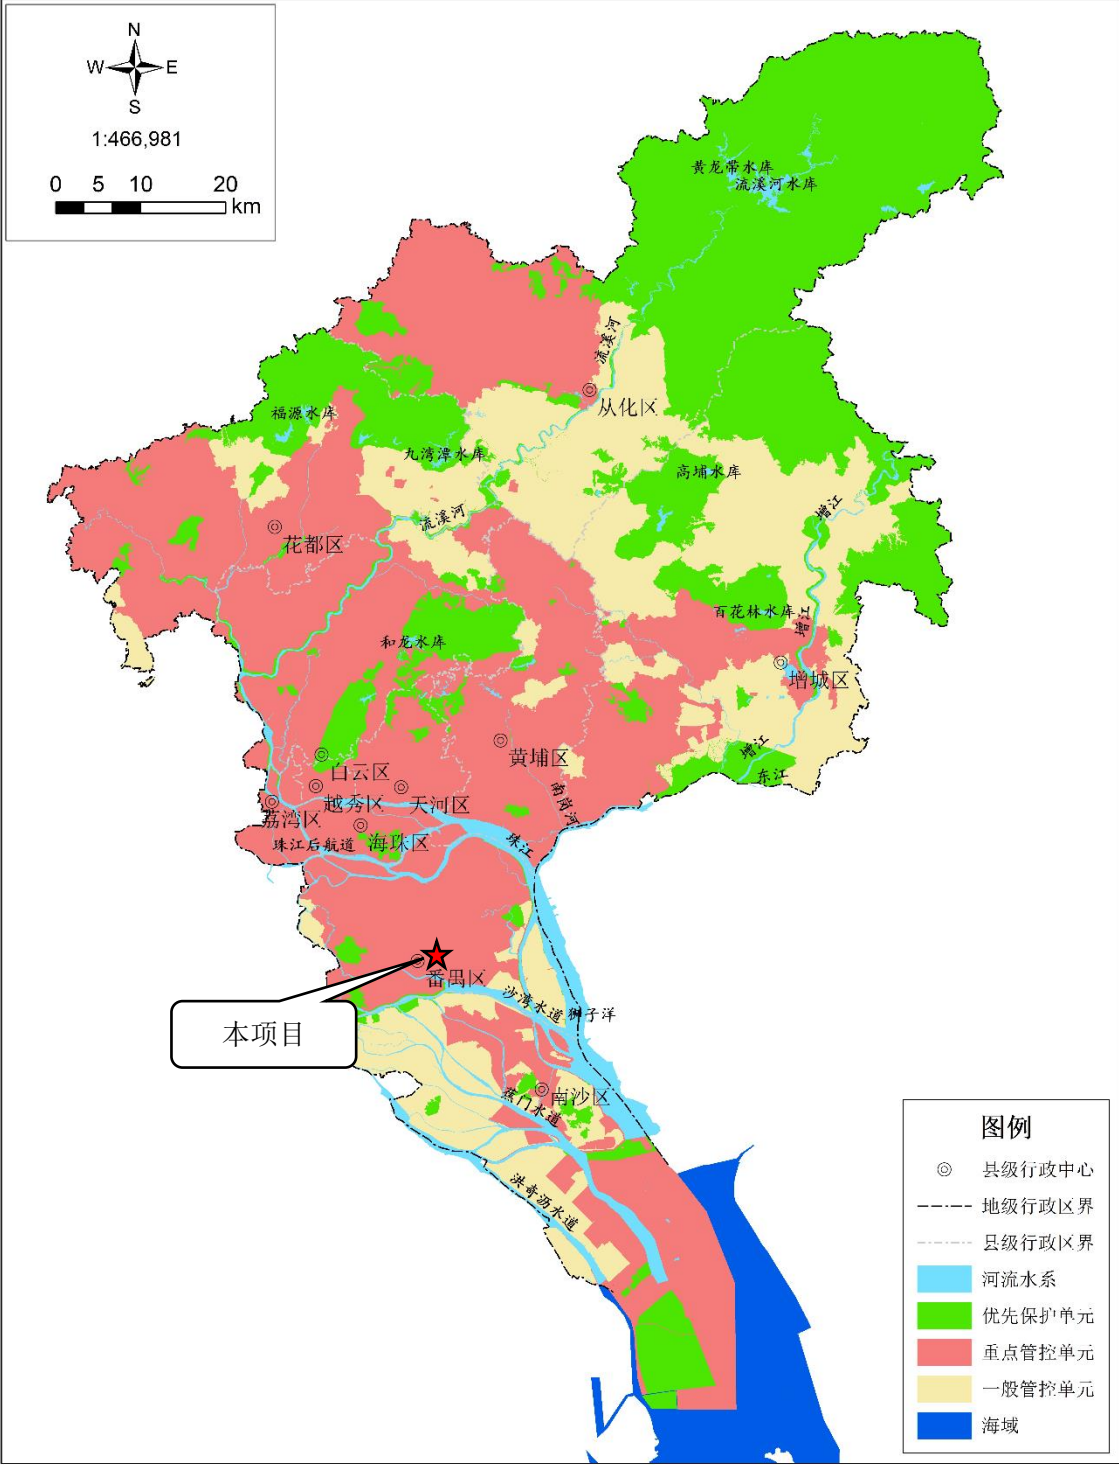 N
W E
S
1:466,981
0 5 10 20
km
黄龙带水库
流溪河水库
流溪河
从化区
福源水库
九湾潭水库
高埔水库
增江
流溪河
花都区
百花林水库
增江
和龙水库
增城区
黄埔区
增江
东江
白云区
越秀区
天河区
南岗河
荔湾区
海珠区
珠江后航道
珠江
番禺区
沙湾水道
狮子洋
本项目
南沙区
蕉门水道
洪奇沥水道
图例
县级行政中心
地级行政区界
县级行政区界
河流水系
优先保护单元
重点管控单元
一般管控单元
海域